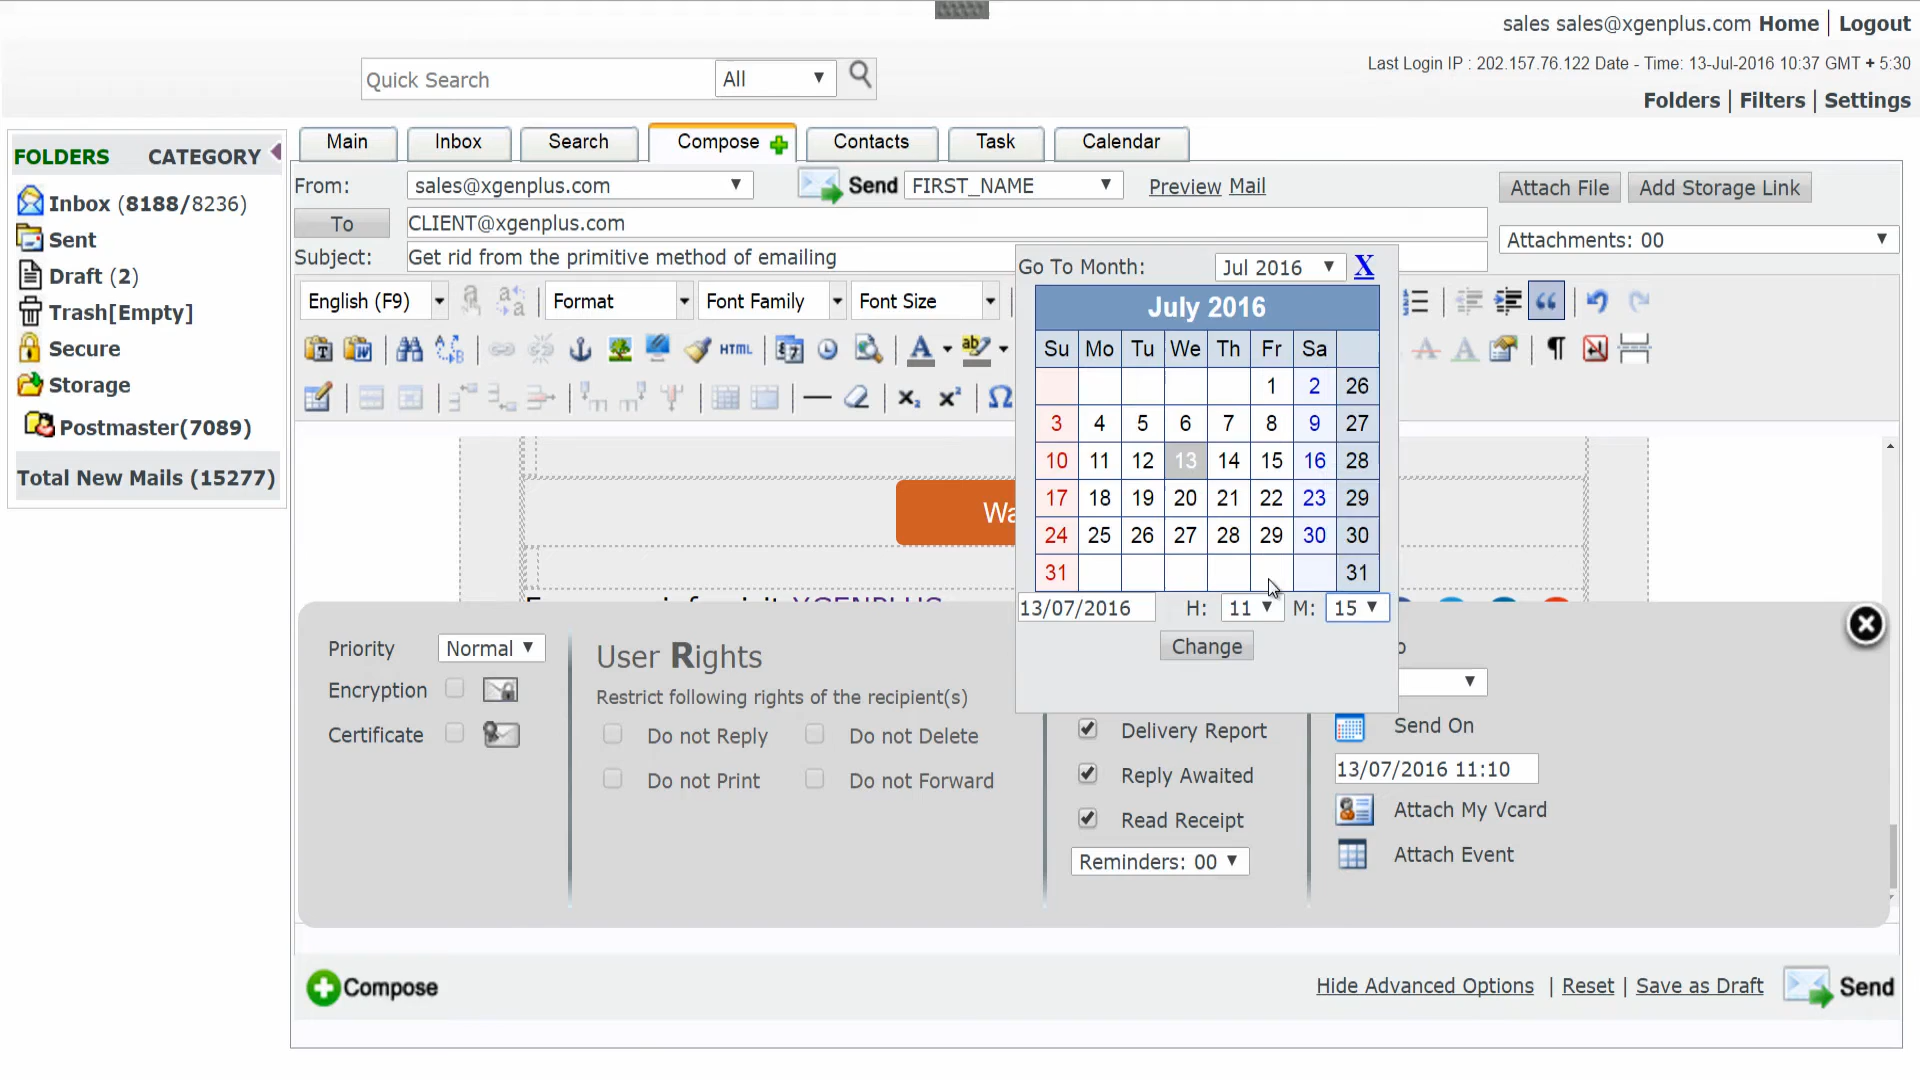 sales sales@xgenplus.com Home | Logout
Last Login IP : 202.157.76.122 Date - Time: 13-Jul-2016 10:37 GMT + 5:30
Quick Search All
Folders | Filters | Settings
FOLDERS CATEGORY
Inbox (8188/8236)
Sent
Draft (2)
Trash[Empty]
Secure
Storage
Postmaster(7089)
Total New Mails (15277)
Main Inbox Search Compose Contacts Task Calendar
From: sales@xgenplus.com Send FIRST_NAME Preview Mail Attach File Add Storage Link
To CLIENT@xgenplus.com
Attachments: 00
Subject: Get rid from the primitive method of emailing
English (F9) Format Font Family Font Size
HTML
Go To Month: Jul 2016 X
July 2016
Su Mo Tu We Th Fr Sa
1 2 26
3 4 5 6 7 8 9 27
10 11 12 13 14 15 16 28
17 18 19 20 21 22 23 29
24 25 26 27 28 29 30 30
31 31
13/07/2016 H: 11 M: 15
Change
Priority Normal
Encryption
Certificate
User Rights
Restrict following rights of the recipient(s)
Do not Reply Do not Delete
Do not Print Do not Forward
Delivery Report
Reply Awaited
Read Receipt
Reminders: 00
Send On
13/07/2016 11:10
Attach My Vcard
Attach Event
Compose
Hide Advanced Options | Reset | Save as Draft Send